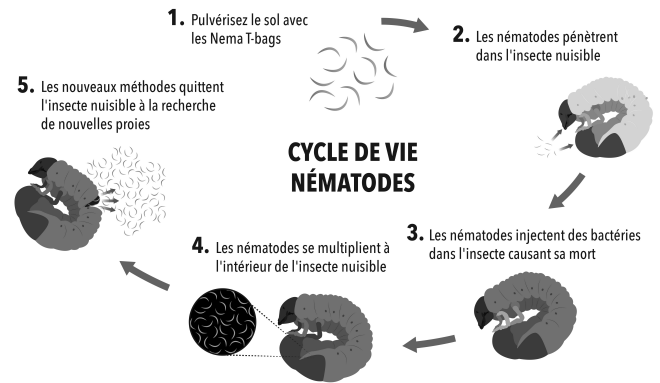 1. Pulvérisez le sol avec
les Nema T-bags
2. Les nématodes pénètrent
dans l'insecte nuisible
5. Les nouveaux méthodes quittent
l'insecte nuisible à la recherche
de nouvelles proies
CYCLE DE VIE
NÉMATODES
3. Les nématodes injectent des bactéries
dans l'insecte causant sa mort
4. Les nématodes se multiplient à
l'intérieur de l'insecte nuisible